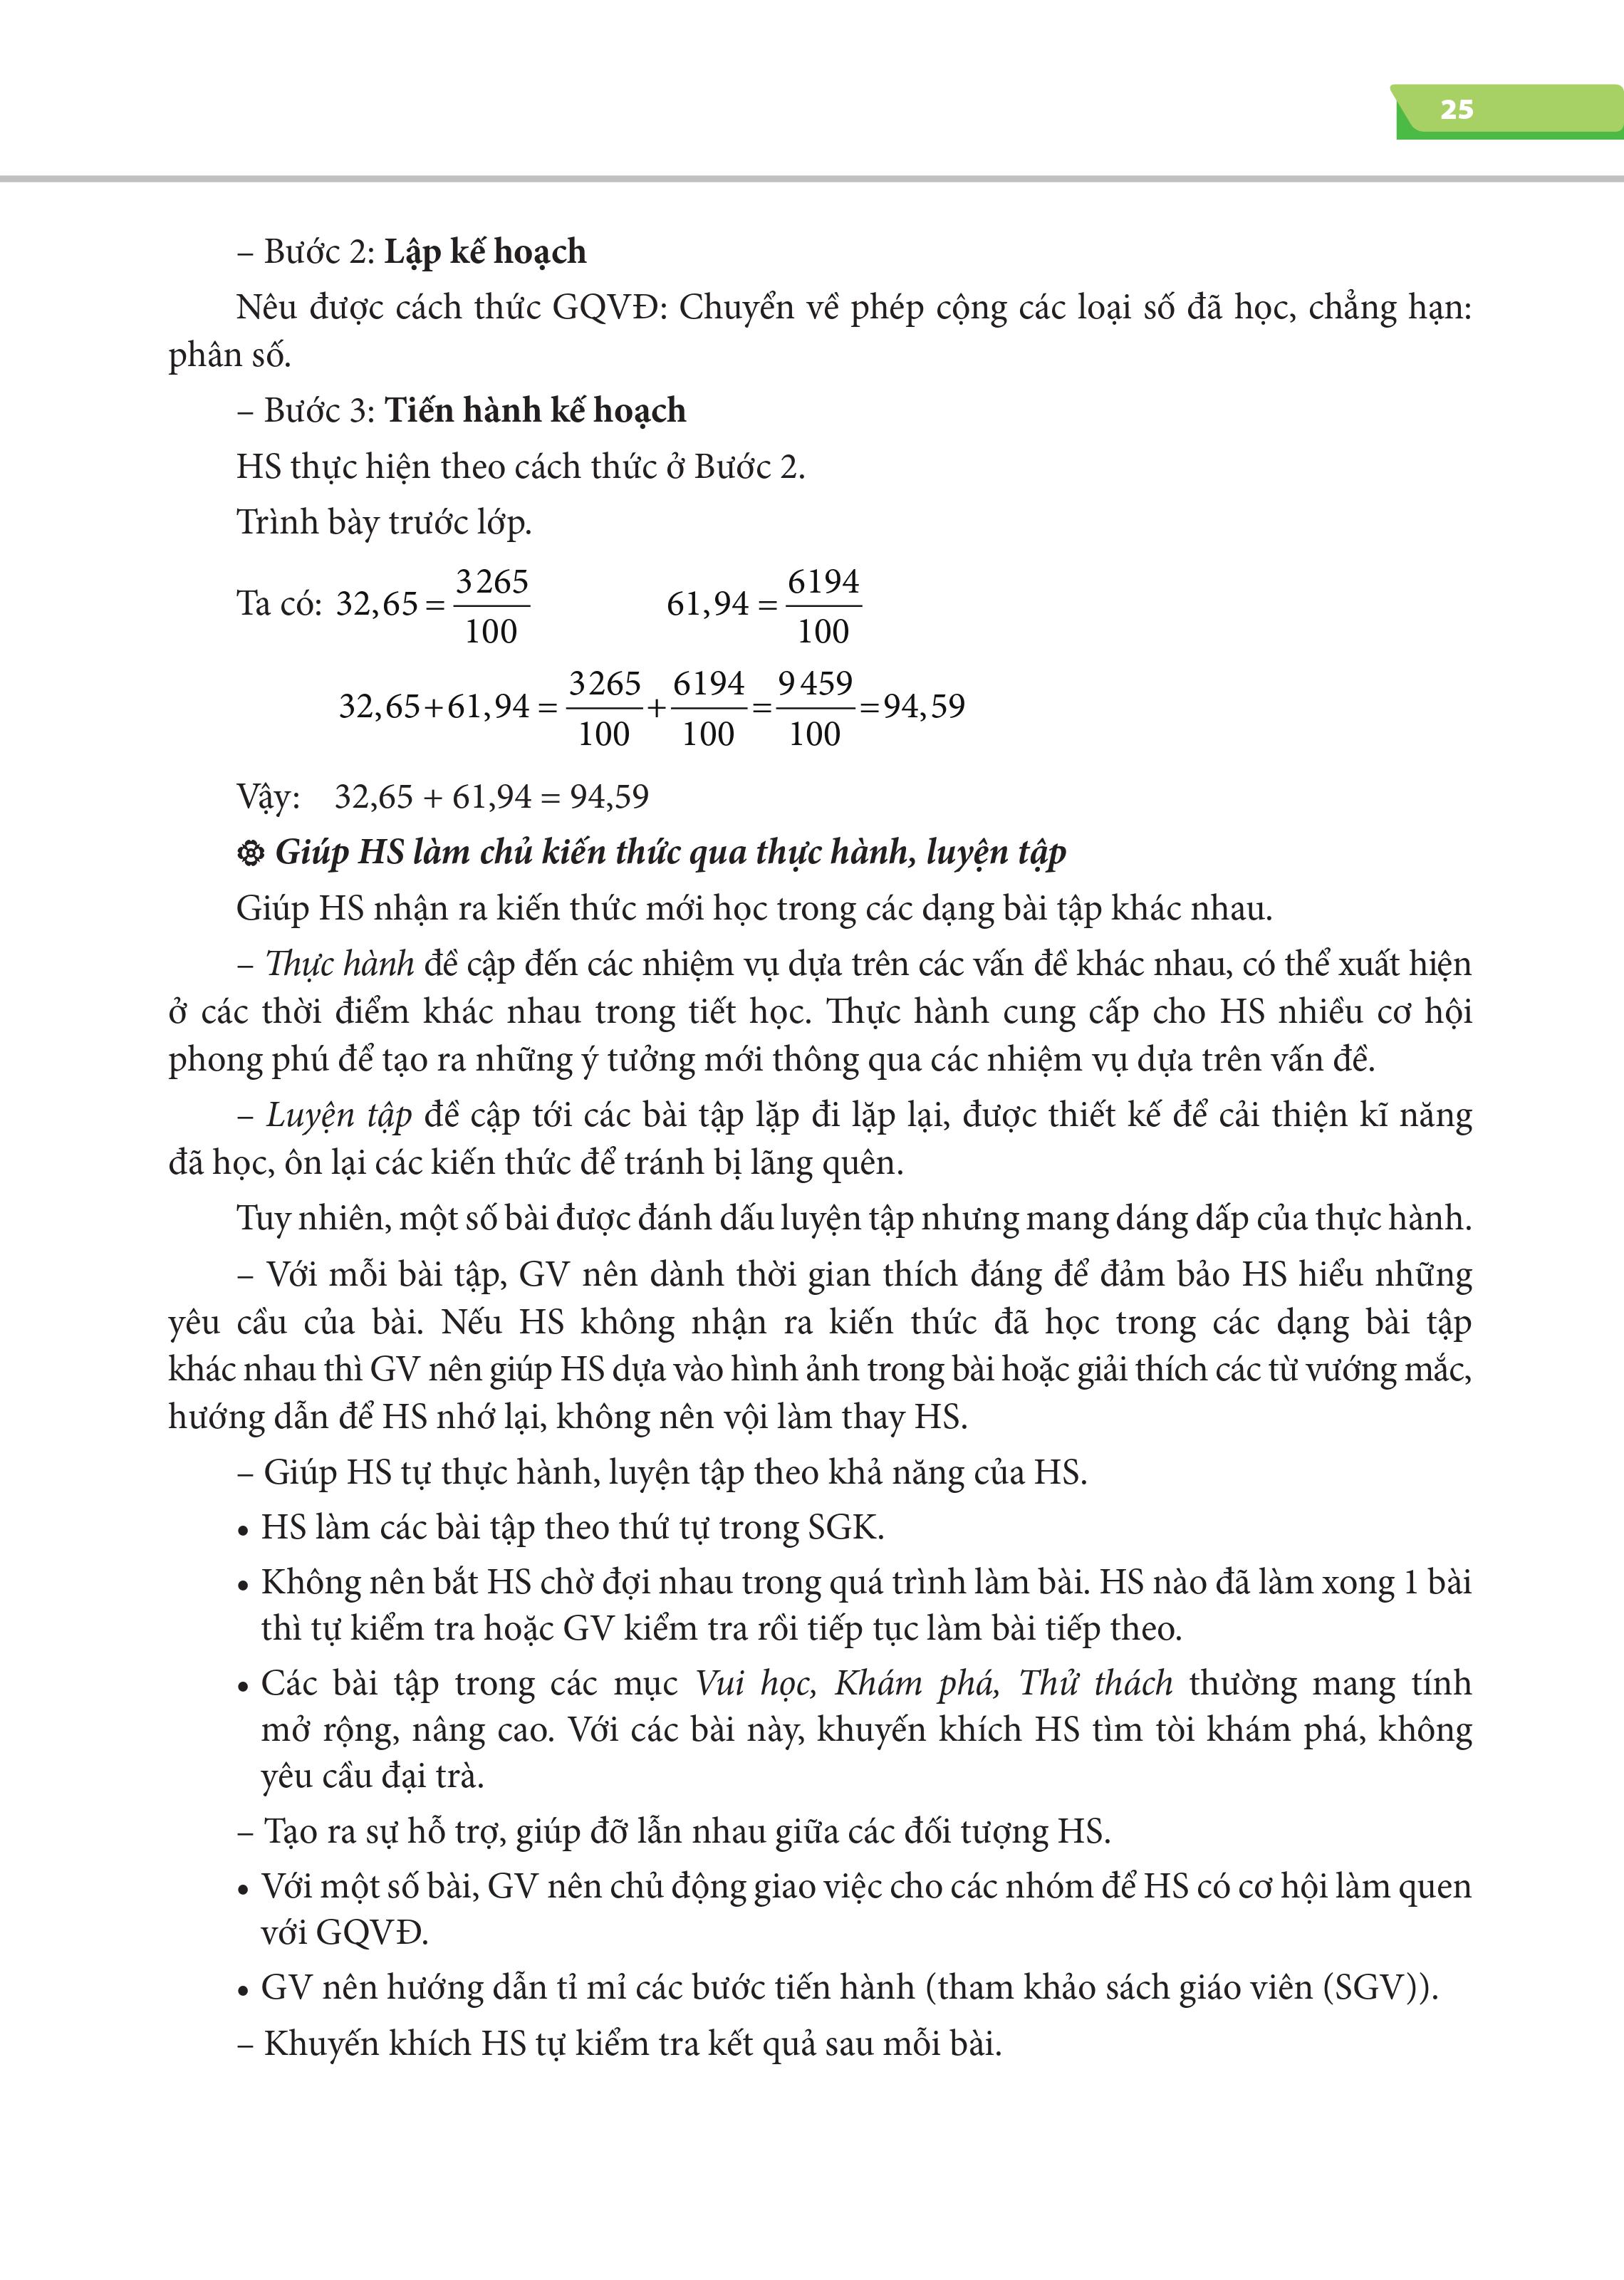 25
– Bước 2: Lập kế hoạch
Nêu được cách thức GQVĐ: Chuyển về phép cộng các loại số đã học, chẳng hạn:
phân số.
– Bước 3: Tiến hành kế hoạch
HS thực hiện theo cách thức ở Bước 2.
Trình bày trước lớp.
Ta có: 32,65 = 3265/100 61,94 = 6194/100
32,65+61,94 = 3265/100 + 6194/100 = 9459/100 = 94,59
Vậy: 32,65 + 61,94 = 94,59
Giúp HS làm chủ kiến thức qua thực hành, luyện tập
Giúp HS nhận ra kiến thức mới học trong các dạng bài tập khác nhau.
– Thực hành đề cập đến các nhiệm vụ dựa trên các vấn đề khác nhau, có thể xuất hiện
ở các thời điểm khác nhau trong tiết học. Thực hành cung cấp cho HS nhiều cơ hội
phong phú để tạo ra những ý tưởng mới thông qua các nhiệm vụ dựa trên vấn đề.
– Luyện tập đề cập tới các bài tập lặp đi lặp lại, được thiết kế để cải thiện kĩ năng
đã học, ôn lại các kiến thức để tránh bị lãng quên.
Tuy nhiên, một số bài được đánh dấu luyện tập nhưng mang dáng dấp của thực hành.
– Với mỗi bài tập, GV nên dành thời gian thích đáng để đảm bảo HS hiểu những
yêu cầu của bài. Nếu HS không nhận ra kiến thức đã học trong các dạng bài tập
khác nhau thì GV nên giúp HS dựa vào hình ảnh trong bài hoặc giải thích các từ vướng mắc,
hướng dẫn để HS nhớ lại, không nên vội làm thay HS.
– Giúp HS tự thực hành, luyện tập theo khả năng của HS.
• HS làm các bài tập theo thứ tự trong SGK.
• Không nên bắt HS chờ đợi nhau trong quá trình làm bài. HS nào đã làm xong 1 bài
thì tự kiểm tra hoặc GV kiểm tra rồi tiếp tục làm bài tiếp theo.
• Các bài tập trong các mục Vui học, Khám phá, Thử thách thường mang tính
mở rộng, nâng cao. Với các bài này, khuyến khích HS tìm tòi khám phá, không
yêu cầu đại trà.
– Tạo ra sự hỗ trợ, giúp đỡ lẫn nhau giữa các đối tượng HS.
• Với một số bài, GV nên chủ động giao việc cho các nhóm để HS có cơ hội làm quen
với GQVĐ.
• GV nên hướng dẫn tỉ mỉ các bước tiến hành (tham khảo sách giáo viên (SGV)).
– Khuyến khích HS tự kiểm tra kết quả sau mỗi bài.